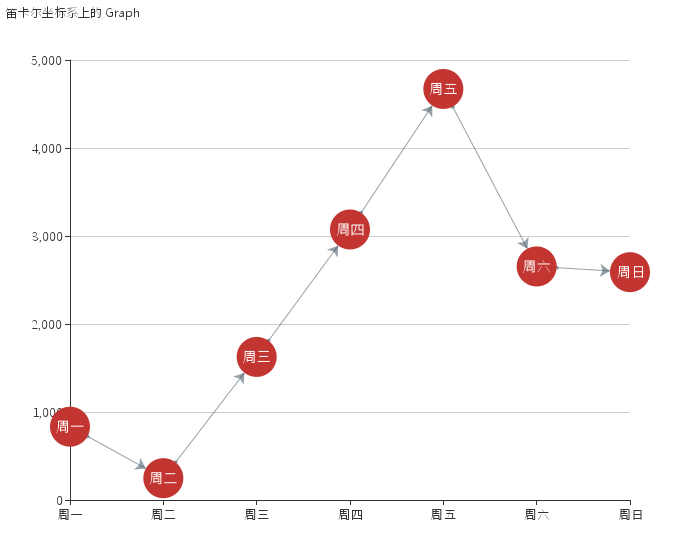 笛卡尔坐标系上的 Graph
5,000
4,000
3,000
2,000
1,000
0
周五
周四
周六
周日
周三
周一
周二
周一 周二 周三 周四 周五 周六 周日